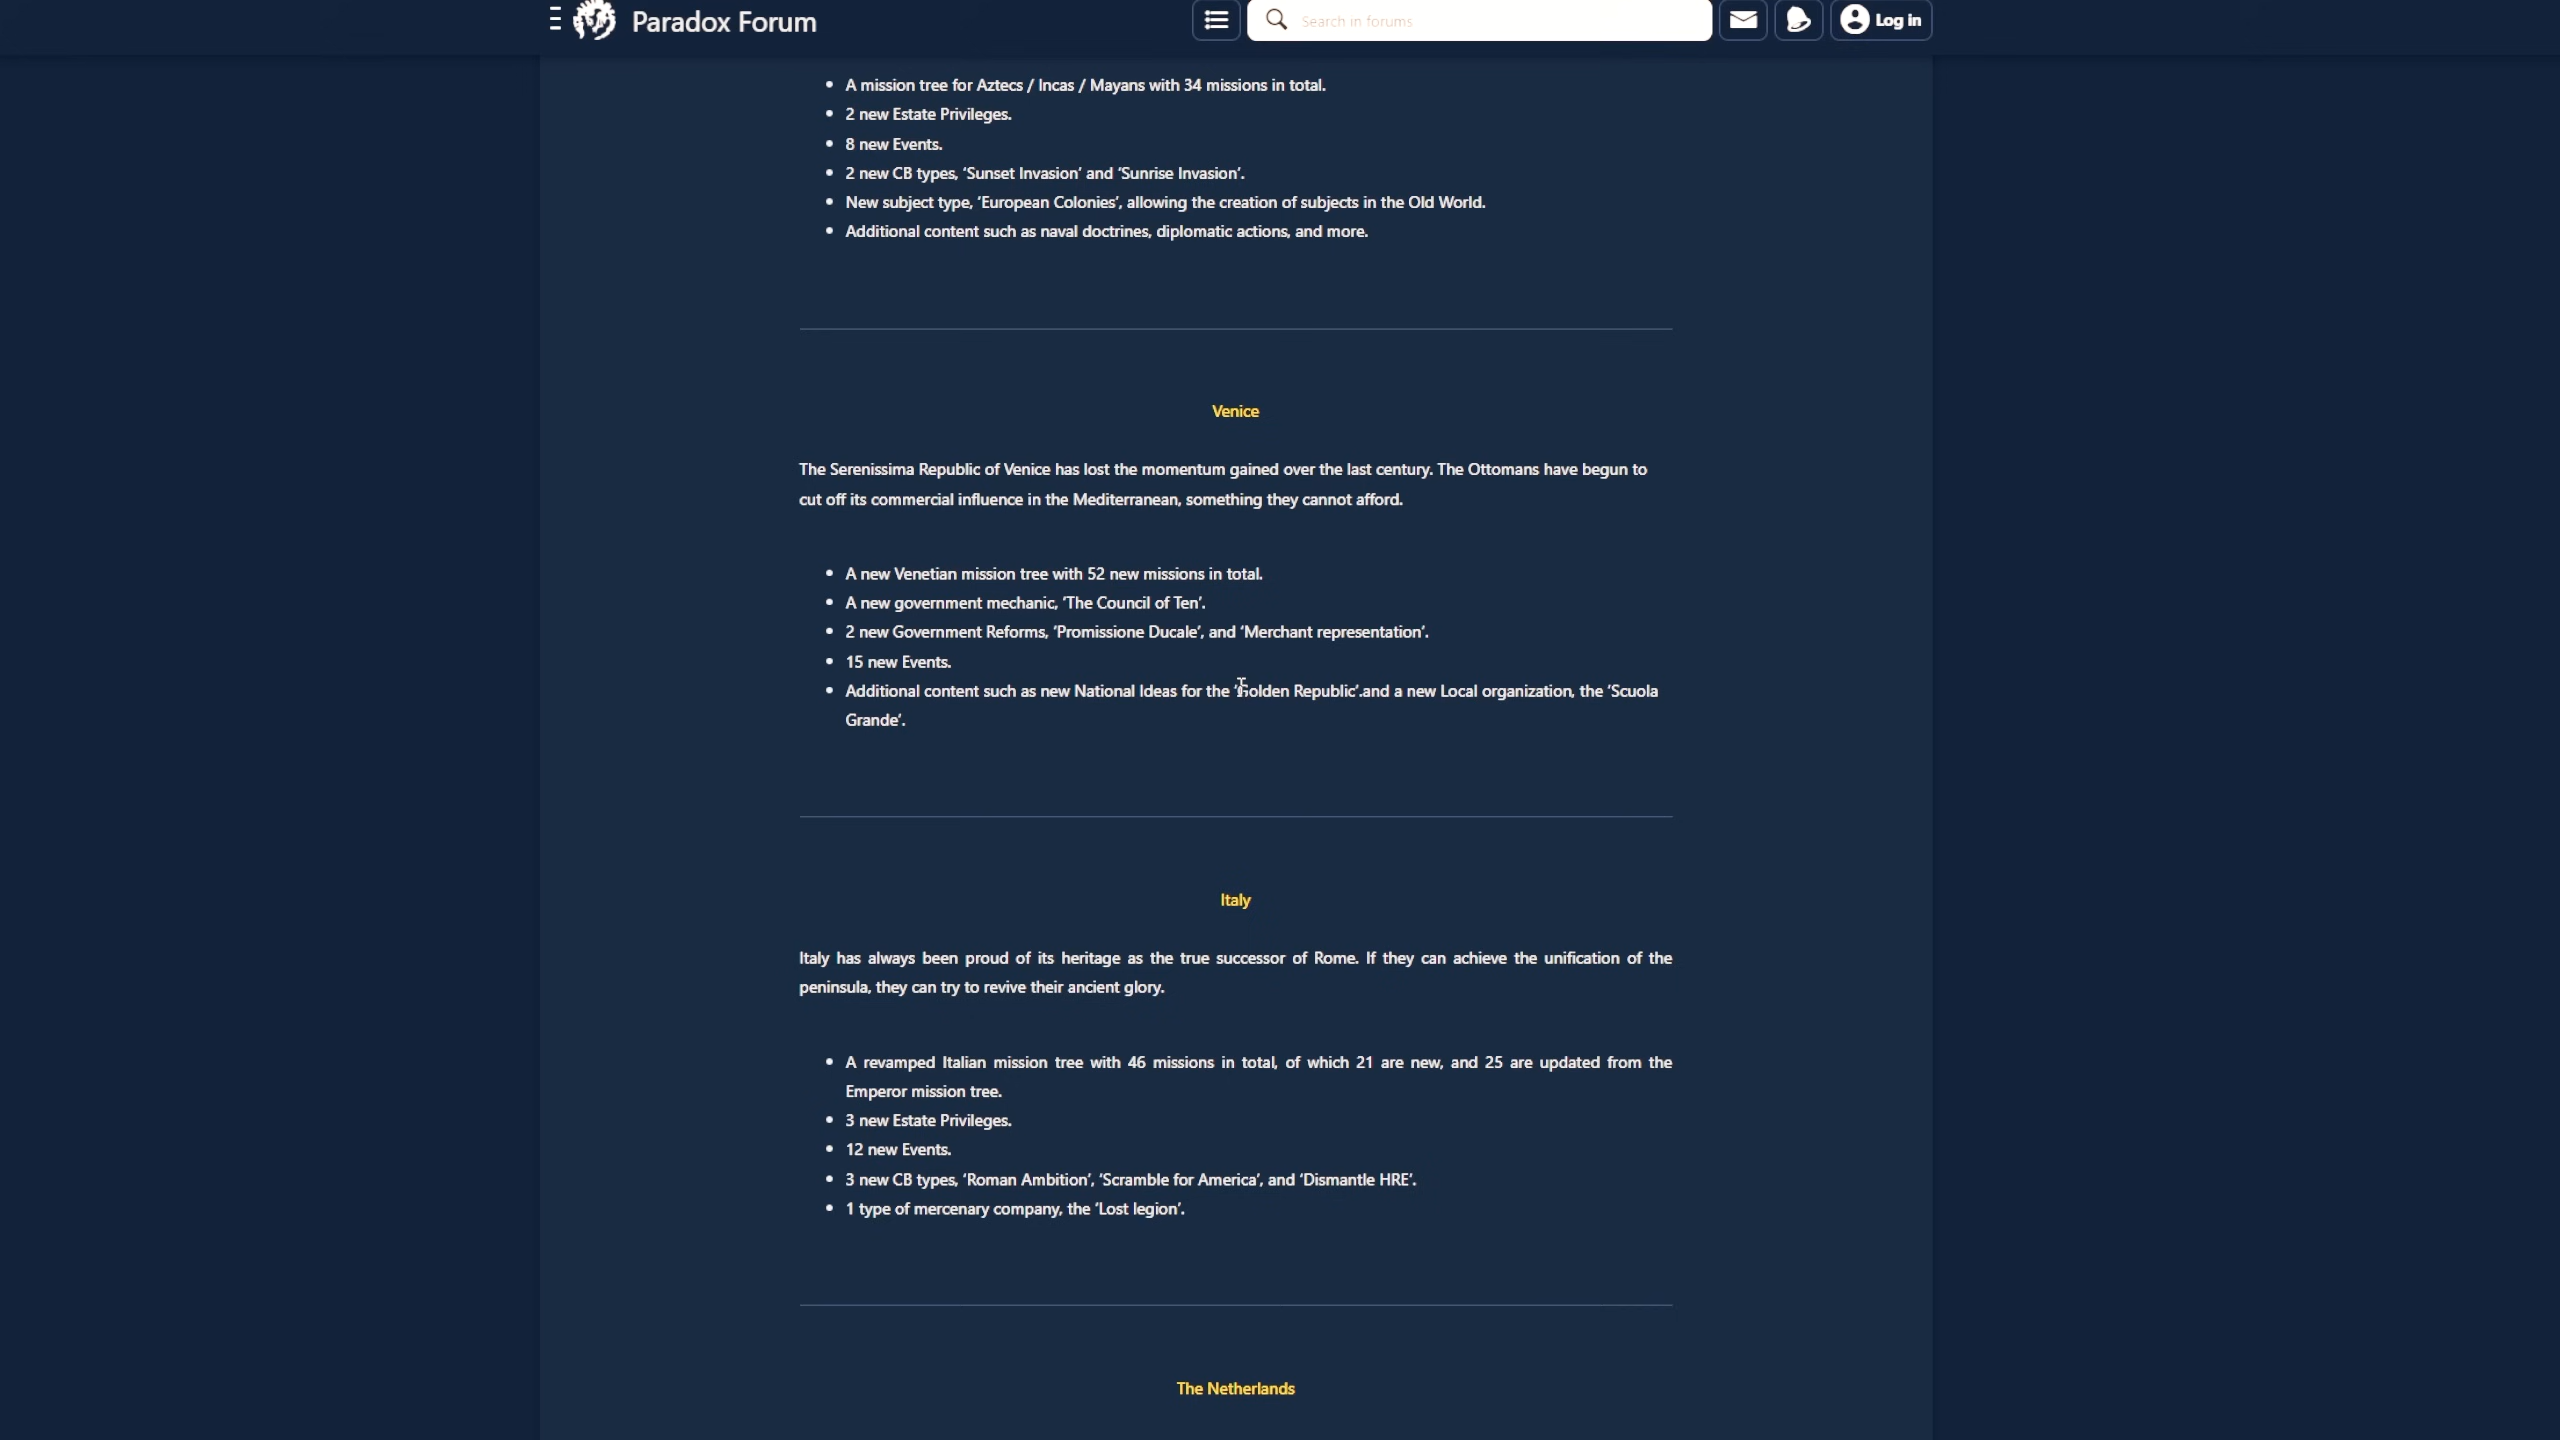 Paradox Forum
Search in forums
Log in
A mission tree for Aztecs / Incas / Mayans with 34 missions in total.
2 new Estate Privileges.
8 new Events.
2 new CB types, ‘Sunset Invasion’ and ‘Sunrise Invasion’.
New subject type, ‘European Colonies’, allowing the creation of subjects in the Old World.
Additional content such as naval doctrines, diplomatic actions, and more.
Venice
The Serenissima Republic of Venice has lost the momentum gained over the last century. The Ottomans have begun to
cut off its commercial influence in the Mediterranean, something they cannot afford.
A new Venetian mission tree with 52 new missions in total.
A new government mechanic, ‘The Council of Ten’.
2 new Government Reforms, ‘Promissione Ducale’, and ‘Merchant representation’.
15 new Events.
Additional content such as new National Ideas for the ‘Golden Republic’.and a new Local organization, the ‘Scuola
Grande’.
Italy
Italy has always been proud of its heritage as the true successor of Rome. If they can achieve the unification of the
peninsula, they can try to revive their ancient glory.
A revamped Italian mission tree with 46 missions in total, of which 21 are new, and 25 are updated from the
Emperor mission tree.
3 new Estate Privileges.
12 new Events.
3 new CB types, ‘Roman Ambition’, ‘Scramble for America’, and ‘Dismantle HRE’.
1 type of mercenary company, the ‘Lost legion’.
The Netherlands